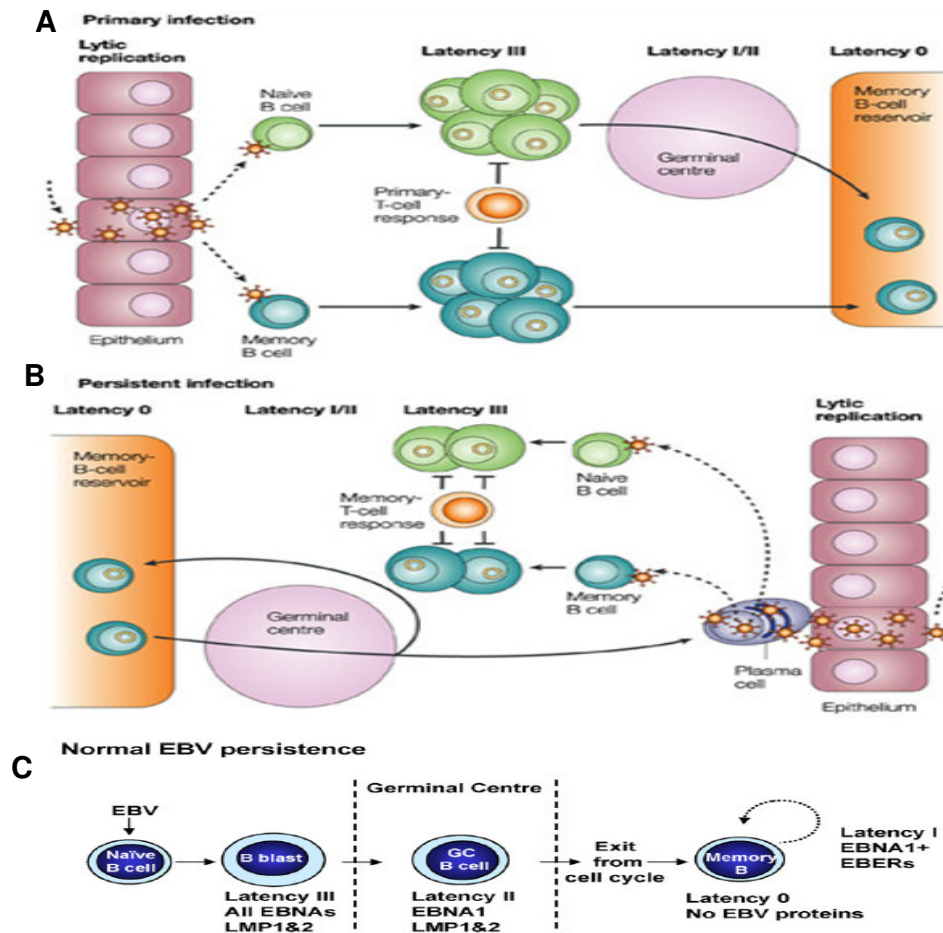 A
Primary infection
Lytic
replication
Latency III
Latency I/II
Latency 0
Naive
B cell
Memory
B-cell
reservoir
Germinal
centre
Primary-
T-cell
response
Epithelium
Memory
B cell
B
Persistent infection
Latency 0
Latency I/II
Latency III
Lytic
replication
Memory-
B-cell
reservoir
Naive
B cell
Memory-
T-cell
response
Memory
B cell
Germinal
centre
Plasma
cell
Epithelium
Normal EBV persistence
C
EBV
Germinal Centre
Naïve
B cell
B blast
GC
B cell
Exit
from
cell cycle
Memory
B
Latency I
EBNA1+
EBERs
Latency III
All EBNAs
LMP1&2
Latency II
EBNA1
LMP1&2
Latency 0
No EBV proteins